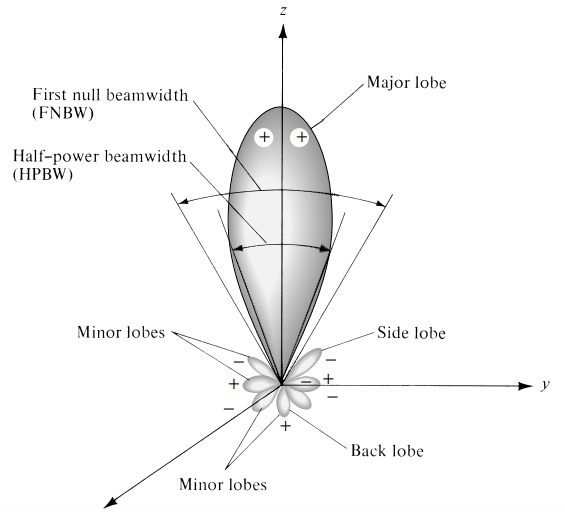 z
Major lobe
First null beamwidth
(FNBW)
+ +
Half-power beamwidth
(HPBW)
Minor lobes
Side lobe
− −
+ − + y
− −
+
Back lobe
Minor lobes